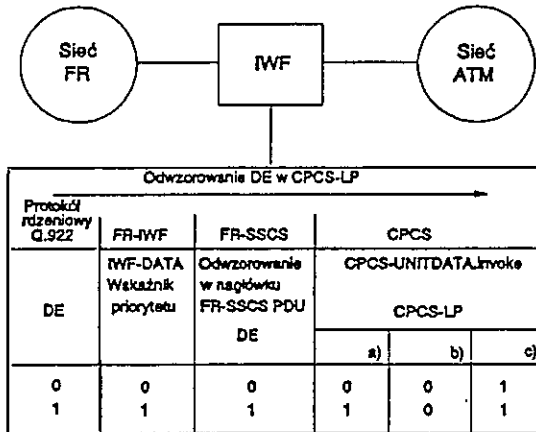 Sieć
FR
IWF
Sieć
ATM
Odwzorowanie DE w CPCS-LP
Protokół
rdzeniowy
Q.922
FR-IWF
FR-SSCS
CPCS
DE
IWF-DATA
Wskaźnik
priorytetu
Odwzorowanie
w nagłówku
FR-SSCS PDU
DE
CPCS-UNITDATA.invoke
CPCS-LP
a) b) c)
0 0 0 0 0 1
1 1 1 1 0 1